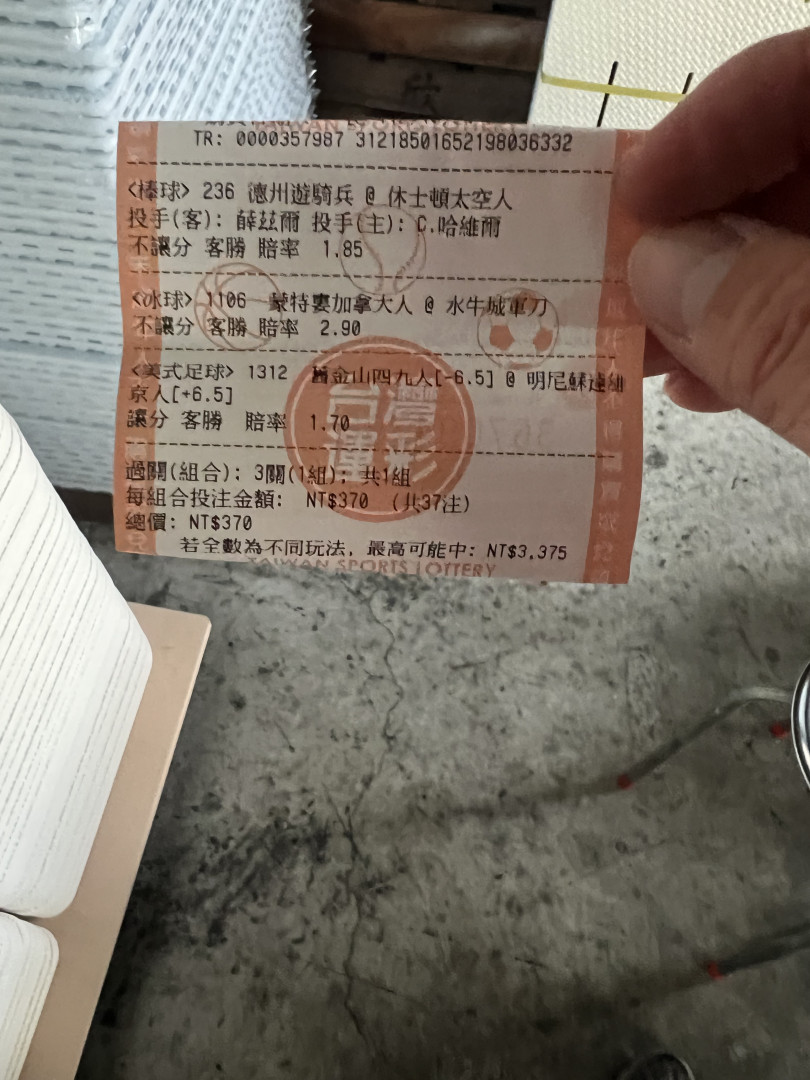 TR: 0000357987 312185016521980​36332
<棒球> 236 德州遊騎兵 @ 休士頓太空人
投手(客): 薛茲爾 投手(主): C.哈維爾
不讓分 客勝 賠率 1.85
<冰球> 1106 蒙特婁加拿大人 @ 水牛城軍刀
不讓分 客勝 賠率 2.90
<美式足球> 1312 舊金山四九人[-6.5] @ 明尼蘇達維
京人[+6.5]
讓分 客勝 賠率 1.70
台灣
運彩
過關(組合): 3關(1組); 共1組
每組合投注金額: NT$370 (共37注)
總價: NT$370
若全數為不同玩法, 最高可能中: NT$3,375
TAIWAN SPORTS LOTTERY